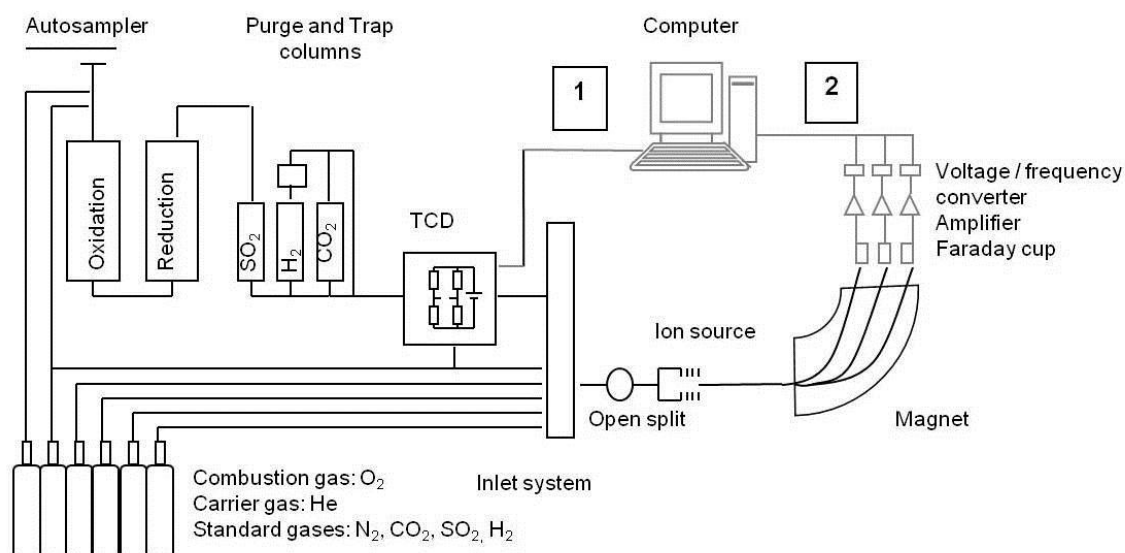 Autosampler
Purge and Trap
columns
Computer
1
2
Oxidation
Reduction
SO₂
H₂
CO₂
TCD
Voltage / frequency
converter
Amplifier
Faraday cup
Ion source
Open split
Magnet
Inlet system
Combustion gas: O₂
Carrier gas: He
Standard gases: N₂, CO₂, SO₂, H₂